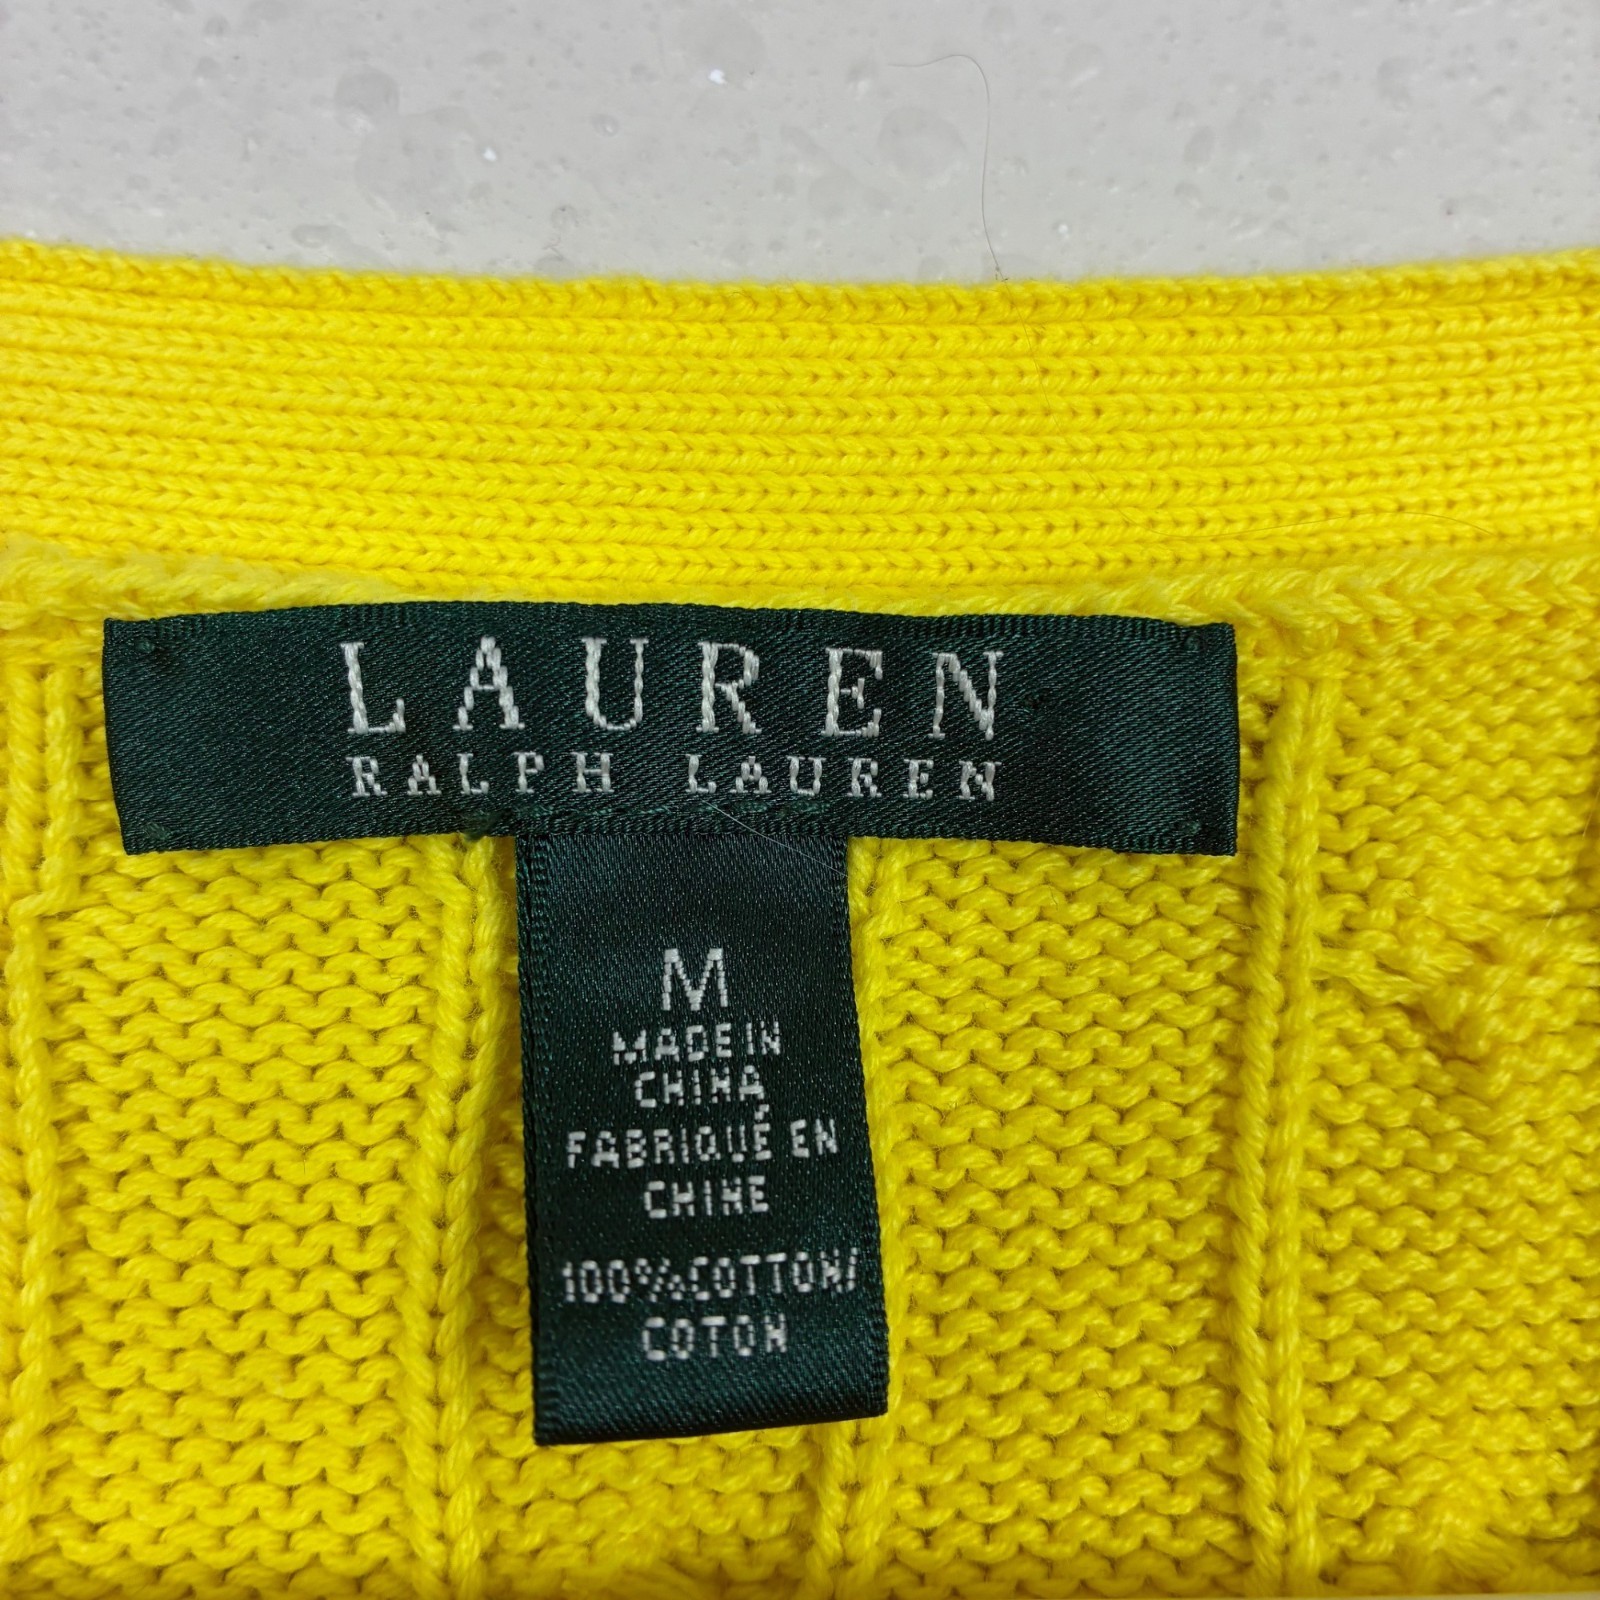 LAUREN
RALPH LAUREN
M
MADE IN
CHINA
FABRIQUÉ EN
CHINE
100%COTTON/
COTON